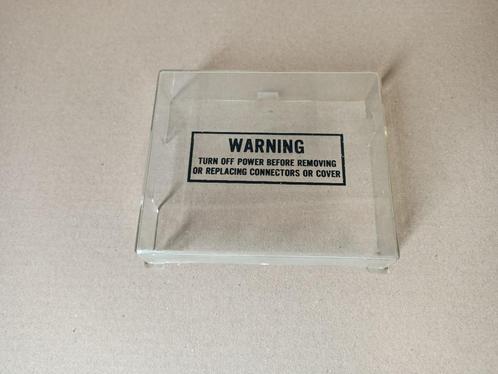 WARNING
TURN OFF POWER BEFORE REMOVING
OR REPLACING CONNECTORS OR COVER